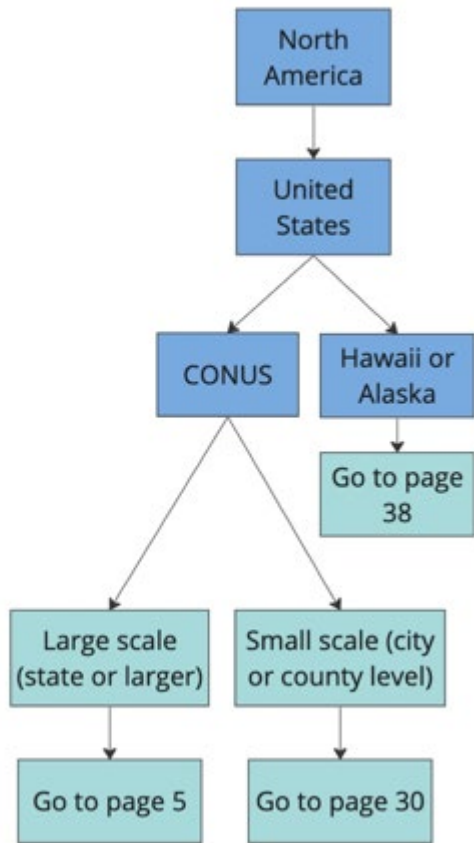 North
America
United
States
CONUS
Hawaii or
Alaska
Go to page
38
Large scale
(state or larger)
Small scale (city
or county level)
Go to page 5
Go to page 30